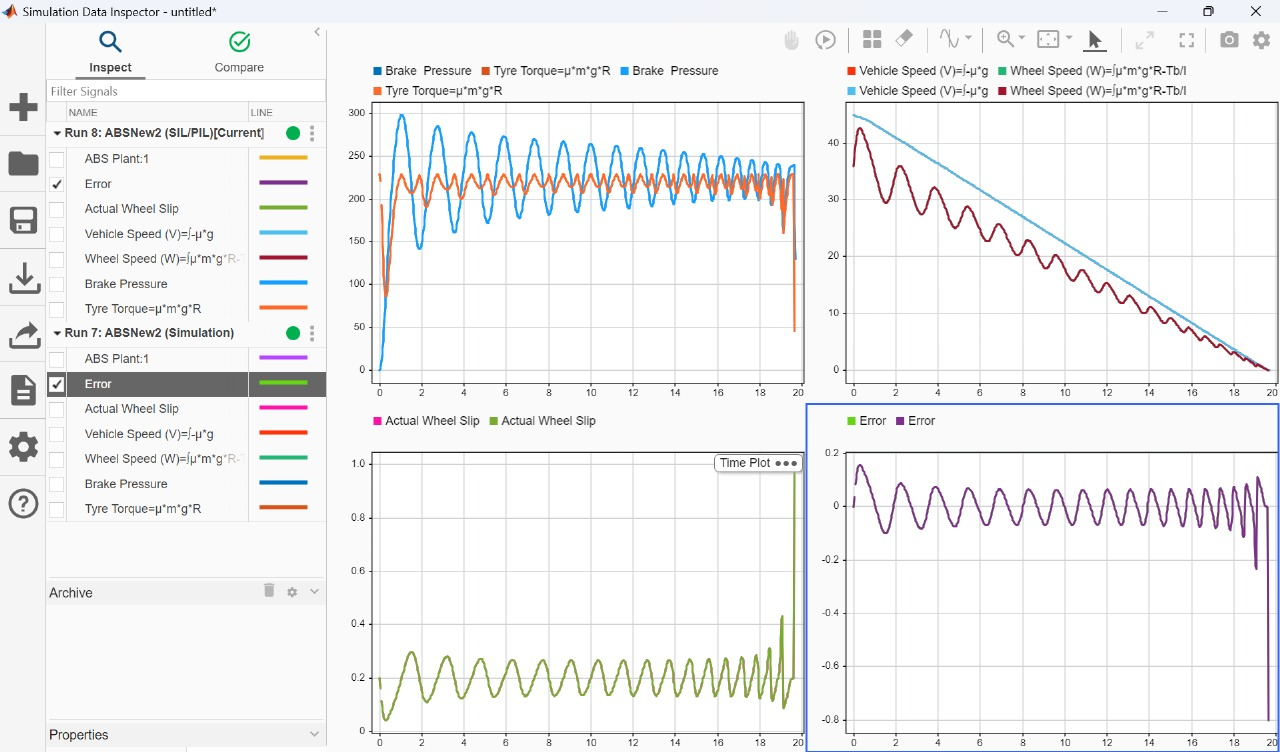 Simulation Data Inspector - untitled*
Inspect
Compare
Filter Signals
NAME
LINE
Run 8: ABSNew2 (SIL/PIL)[Current]
ABS Plant:1
Error
Actual Wheel Slip
Vehicle Speed (V)=∫-µ*g
Wheel Speed (W)=∫µ*m*g*R-T
Brake Pressure
Tyre Torque=µ*m*g*R
Run 7: ABSNew2 (Simulation)
ABS Plant:1
Error
Actual Wheel Slip
Vehicle Speed (V)=∫-µ*g
Wheel Speed (W)=∫µ*m*g*R-T
Brake Pressure
Tyre Torque=µ*m*g*R
Archive
Properties
Brake Pressure Tyre Torque=µ*m*g*R Brake Pressure
Tyre Torque=µ*m*g*R
300
250
200
150
100
50
0
0 2 4 6 8 10 12 14 16 18 20
Vehicle Speed (V)=∫-µ*g Wheel Speed (W)=∫µ*m*g*R-Tb/I
Vehicle Speed (V)=∫-µ*g Wheel Speed (W)=∫µ*m*g*R-Tb/I
40
30
20
10
0
0 2 4 6 8 10 12 14 16 18 20
Actual Wheel Slip Actual Wheel Slip
Time Plot
1.0
0.8
0.6
0.4
0.2
0
0 2 4 6 8 10 12 14 16 18 20
Error Error
0.2
0
-0.2
-0.4
-0.6
-0.8
0 2 4 6 8 10 12 14 16 18 20